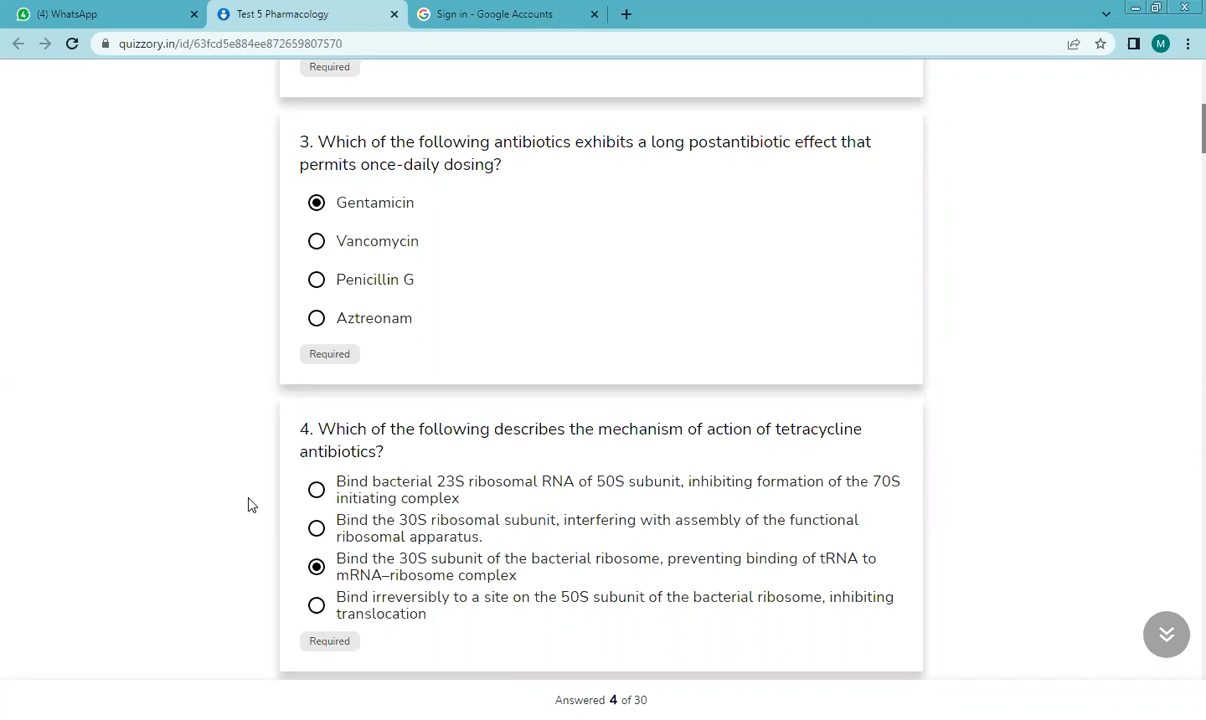 (4) WhatsApp
Test 5 Pharmacology
Sign in - Google Accounts
quizzory.in/id/63fcd5e884ee872659807570
M
Required
3. Which of the following antibiotics exhibits a long postantibiotic effect that
permits once-daily dosing?
Gentamicin
Vancomycin
Penicillin G
Aztreonam
Required
4. Which of the following describes the mechanism of action of tetracycline
antibiotics?
Bind bacterial 23S ribosomal RNA of 50S subunit, inhibiting formation of the 70S
initiating complex
Bind the 30S ribosomal subunit, interfering with assembly of the functional
ribosomal apparatus.
Bind the 30S subunit of the bacterial ribosome, preventing binding of tRNA to
mRNA–ribosome complex
Bind irreversibly to a site on the 50S subunit of the bacterial ribosome, inhibiting
translocation
Required
Answered 4 of 30